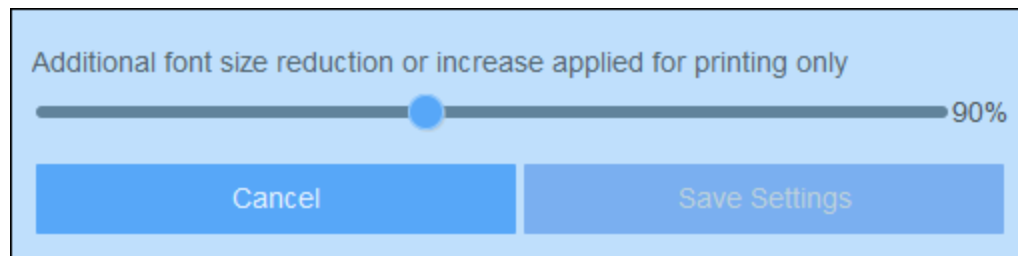 Additional font size reduction or increase applied for printing only
90%
Cancel
Save Settings